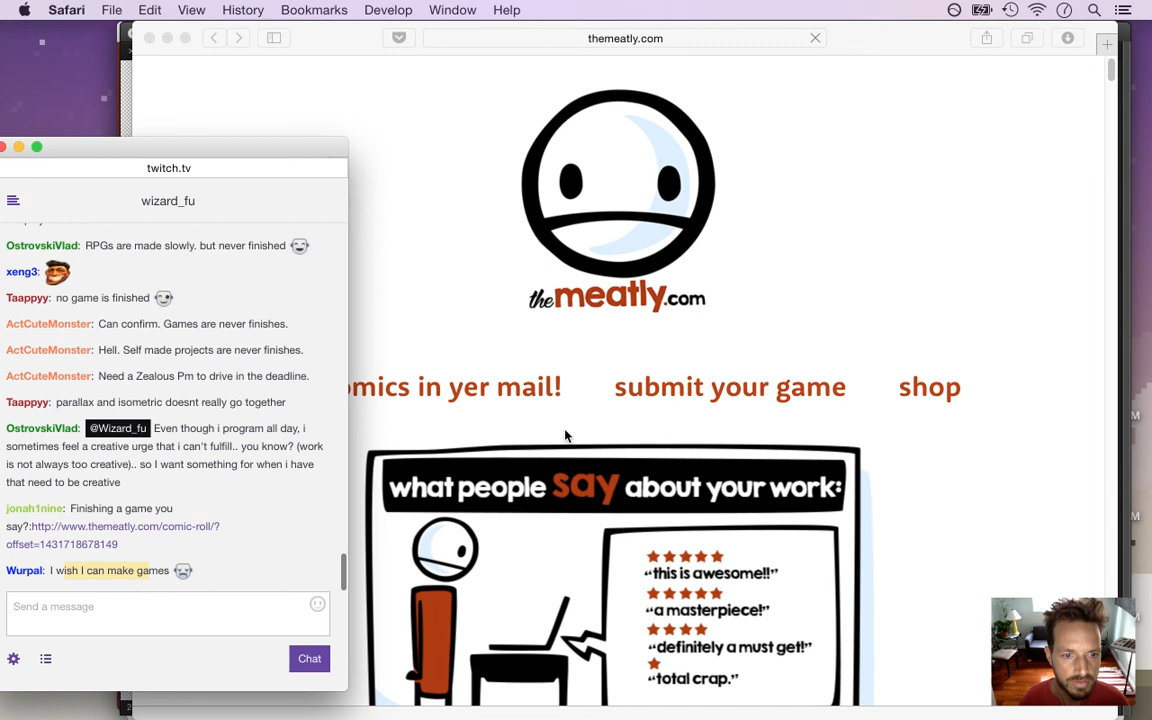 Safari File Edit View History Bookmarks Develop Window Help
themeatly.com
twitch.tv
wizard_fu
OstrovskiVlad: RPGs are made slowly. but never finished
xeng3:
Taappyy: no game is finished
ActCuteMonster: Can confirm. Games are never finishes.
ActCuteMonster: Hell. Self made projects are never finishes.
ActCuteMonster: Need a Zealous Pm to drive in the deadline.
Taappyy: parallax and isometric doesnt really go together
OstrovskiVlad: @Wizard_fu Even though i program all day, i
sometimes feel a creative urge that i can't fulfill.. you know? (work
is not always too creative).. so I want something for when i have
that need to be creative
jonah1nine: Finishing a game you
say?:http://www.themeatly.com/comic-roll/?
offset=1431718678149
Wurpal: I wish I can make games
Send a message
Chat
the meatly.com
omics in yer mail! submit your game shop
what people say about your work:
"this is awesome!!"
"a masterpiece!"
"definitely a must get!"
"total crap."